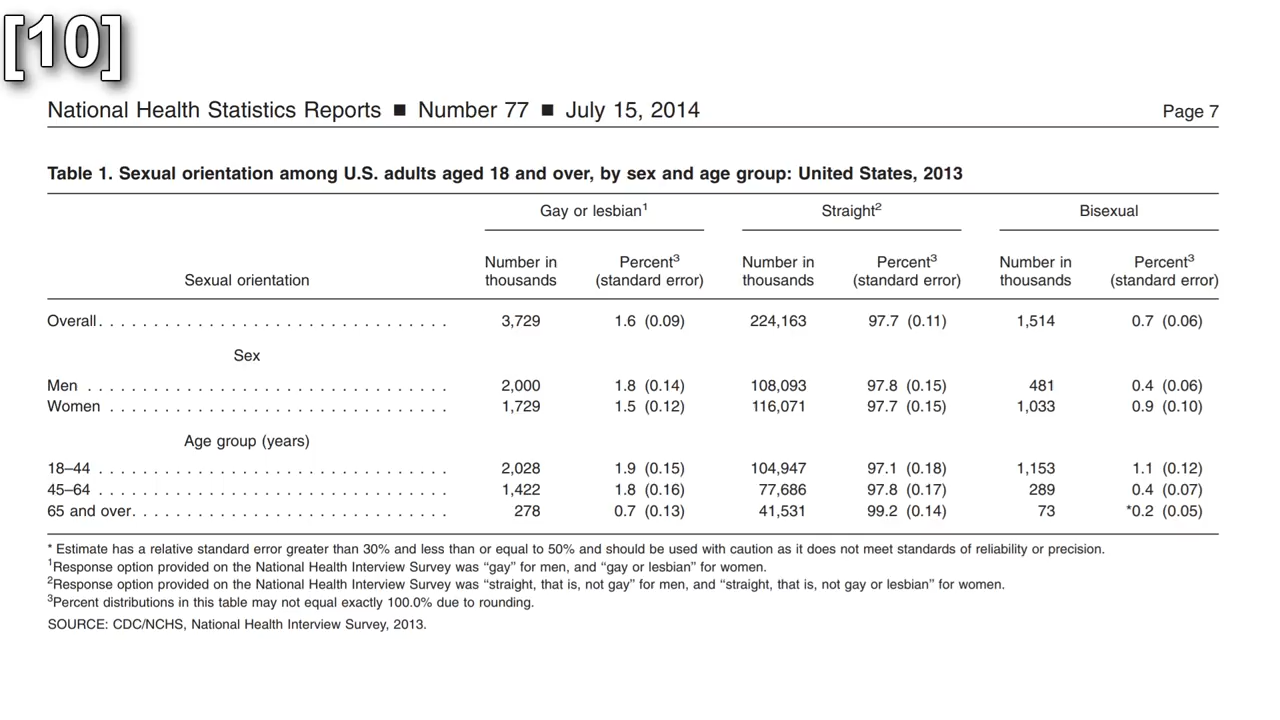 [10]
National Health Statistics Reports ■ Number 77 ■ July 15, 2014 Page 7
Table 1. Sexual orientation among U.S. adults aged 18 and over, by sex and age group: United States, 2013
Gay or lesbian¹ Straight² Bisexual
Number in Percent³ Number in Percent³ Number in Percent³
Sexual orientation thousands (standard error) thousands (standard error) thousands (standard error)
Overall. . . . . . . . . . . . . . . . . . . . . . . . . . . . . . . . 3,729 1.6 (0.09) 224,163 97.7 (0.11) 1,514 0.7 (0.06)
Sex
Men . . . . . . . . . . . . . . . . . . . . . . . . . . . . . . . . . 2,000 1.8 (0.14) 108,093 97.8 (0.15) 481 0.4 (0.06)
Women . . . . . . . . . . . . . . . . . . . . . . . . . . . . . . . 1,729 1.5 (0.12) 116,071 97.7 (0.15) 1,033 0.9 (0.10)
Age group (years)
18–44 . . . . . . . . . . . . . . . . . . . . . . . . . . . . . . . . 2,028 1.9 (0.15) 104,947 97.1 (0.18) 1,153 1.1 (0.12)
45–64 . . . . . . . . . . . . . . . . . . . . . . . . . . . . . . . . 1,422 1.8 (0.16) 77,686 97.8 (0.17) 289 0.4 (0.07)
65 and over. . . . . . . . . . . . . . . . . . . . . . . . . . . . . 278 0.7 (0.13) 41,531 99.2 (0.14) 73 *0.2 (0.05)
* Estimate has a relative standard error greater than 30% and less than or equal to 50% and should be used with caution as it does not meet standards of reliability or precision.
¹Response option provided on the National Health Interview Survey was “gay” for men, and “gay or lesbian” for women.
²Response option provided on the National Health Interview Survey was “straight, that is, not gay” for men, and “straight, that is, not gay or lesbian” for women.
³Percent distributions in this table may not equal exactly 100.0% due to rounding.
SOURCE: CDC/NCHS, National Health Interview Survey, 2013.